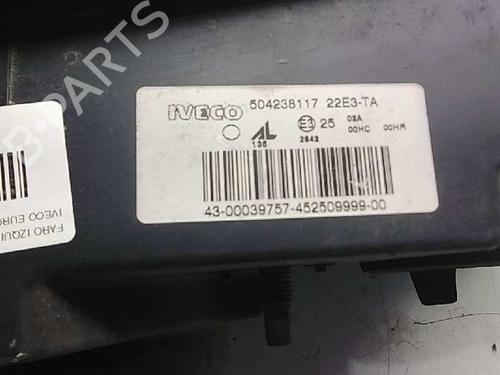 PARTS
IVECO 504238117 22E3-TA
AL E3 25 02A 00HC 00HR
135 2642
43-00039757-452509999-00
FARO IZQUI
IVECO EURO